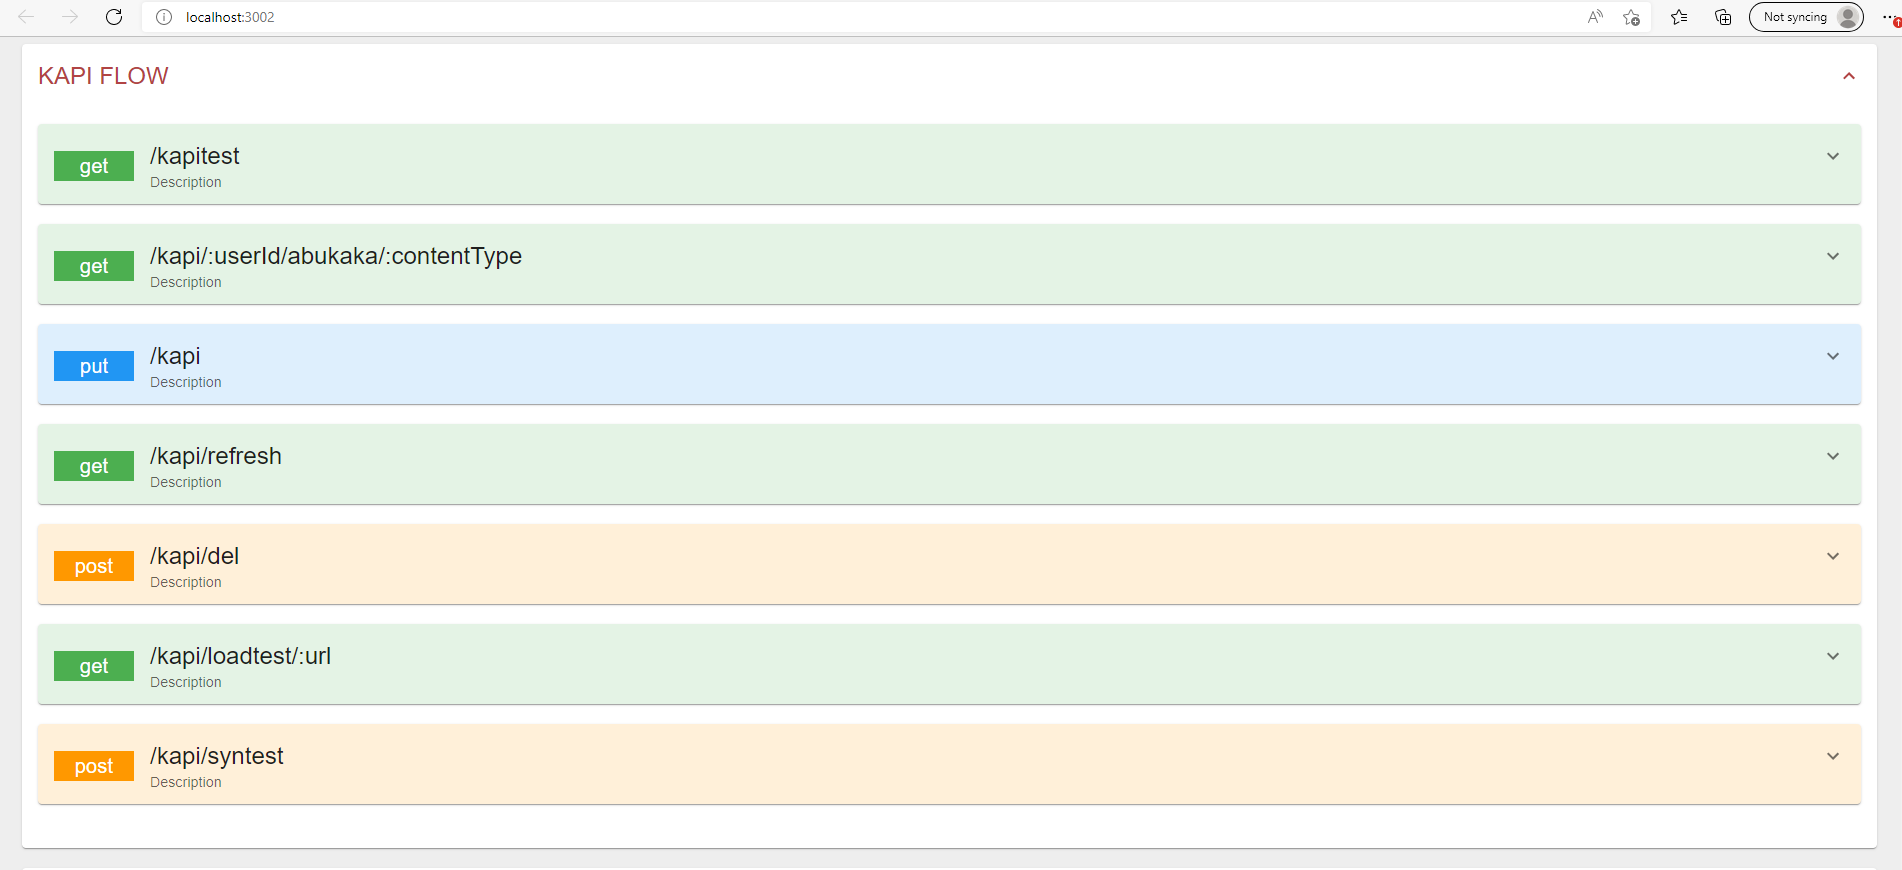 localhost:3002
Not syncing
KAPI FLOW
get
/kapitest
Description
get
/kapi/:userId/abukaka/:contentType
Description
put
/kapi
Description
get
/kapi/refresh
Description
post
/kapi/del
Description
get
/kapi/loadtest/:url
Description
post
/kapi/syntest
Description